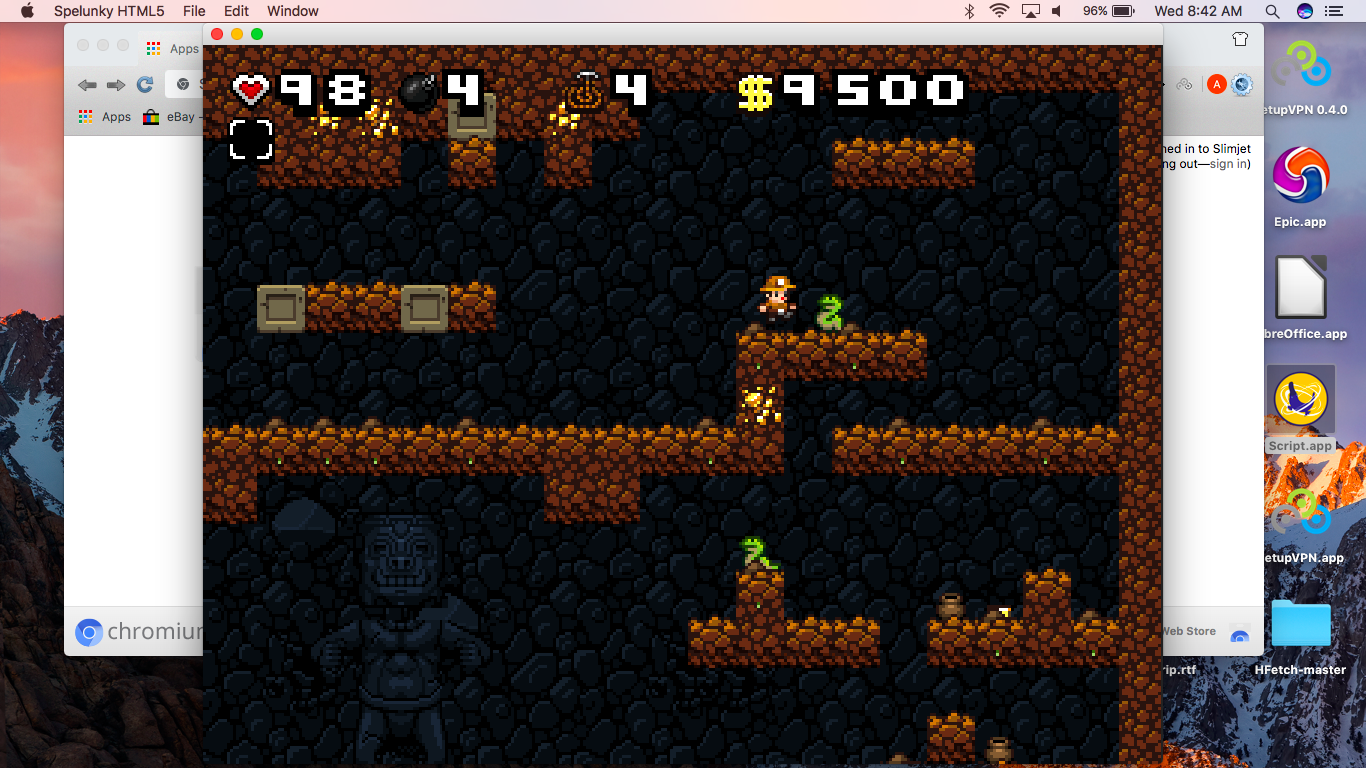 Spelunky HTML5 File Edit Window 96% Wed 8:42 AM
Apps
A
Apps eBay -
98 4 4 $9500
ned in to Slimjet
ng out—sign in)
etupVPN 0.4.0
Epic.app
breOffice.app
Script.app
etupVPN.app
chromium
Web Store
rip.rtf
HFetch-master